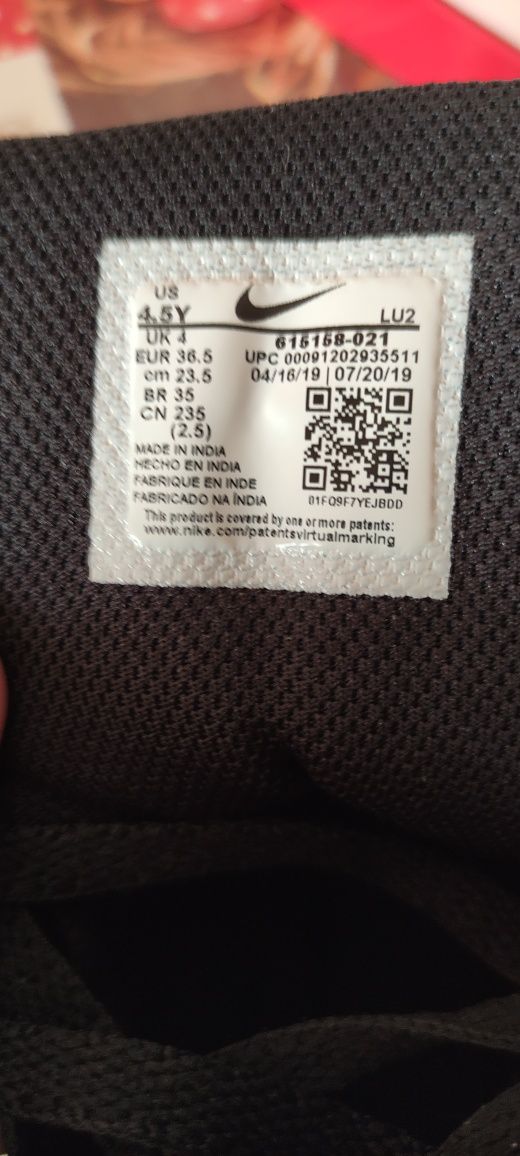 US
4.5Y LU2
UK 4 615158-021
EUR 36.5 UPC 00091202935511
cm 23.5 04/16/19 | 07/20/19
BR 35
CN 235
(2.5)
MADE IN INDIA
HECHO EN INDIA
FABRIQUE EN INDE
FABRICADO NA ÍNDIA 01FQ9F7YEJBDD
This product is covered by one or more patents:
www.nike.com/patentsvirtualmarking